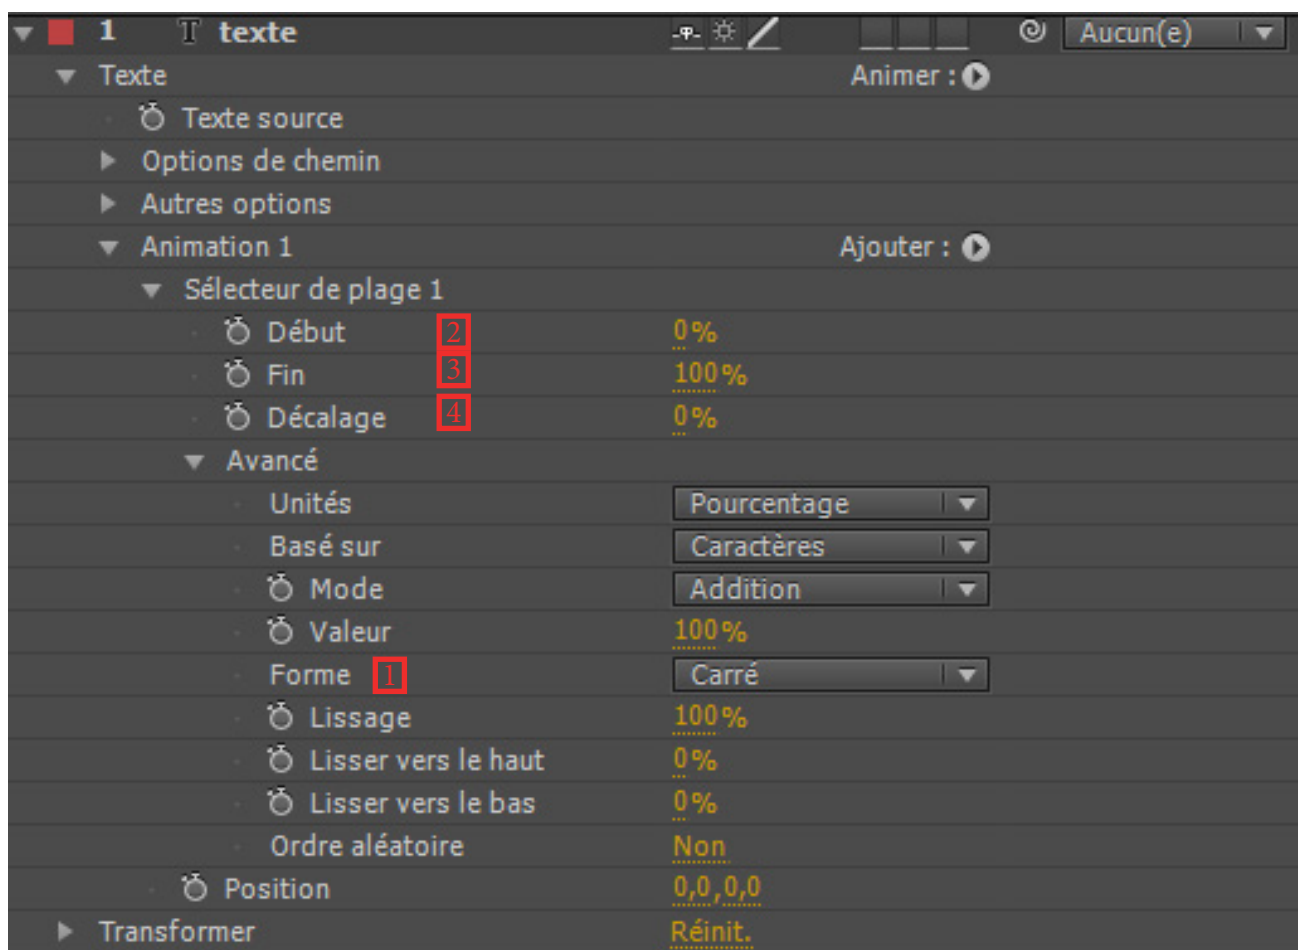 1 T texte Aucun(e)
Texte Animer :
Texte source
Options de chemin
Autres options
Animation 1 Ajouter :
Sélecteur de plage 1
Début 2 0%
Fin 3 100%
Décalage 4 0%
Avancé
Unités Pourcentage
Basé sur Caractères
Mode Addition
Valeur 100%
Forme 1 Carré
Lissage 100%
Lisser vers le haut 0%
Lisser vers le bas 0%
Ordre aléatoire Non
Position 0,0,0,0
Transformer Réinit.